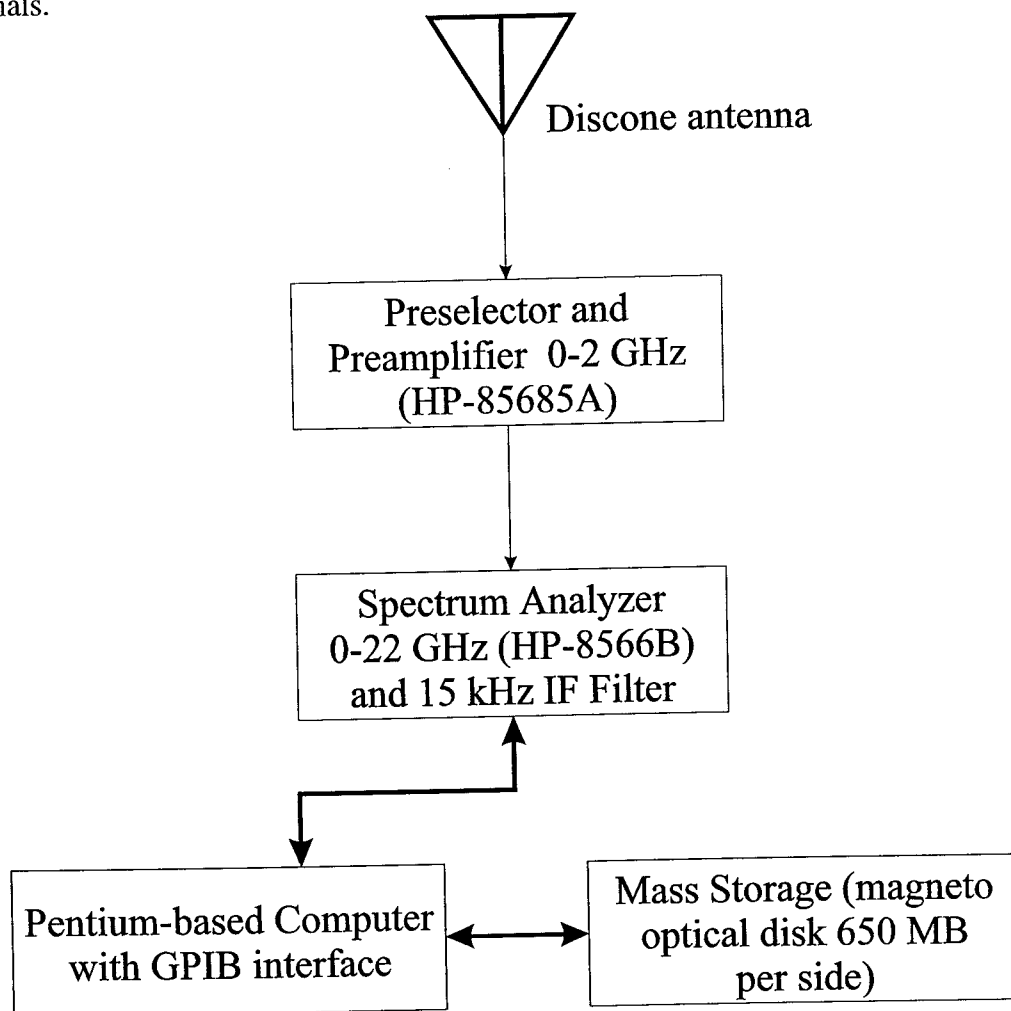 nals.
Discone antenna
Preselector and
Preamplifier 0-2 GHz
(HP-85685A)
Spectrum Analyzer
0-22 GHz (HP-8566B)
and 15 kHz IF Filter
Pentium-based Computer
with GPIB interface
Mass Storage (magneto
optical disk 650 MB
per side)